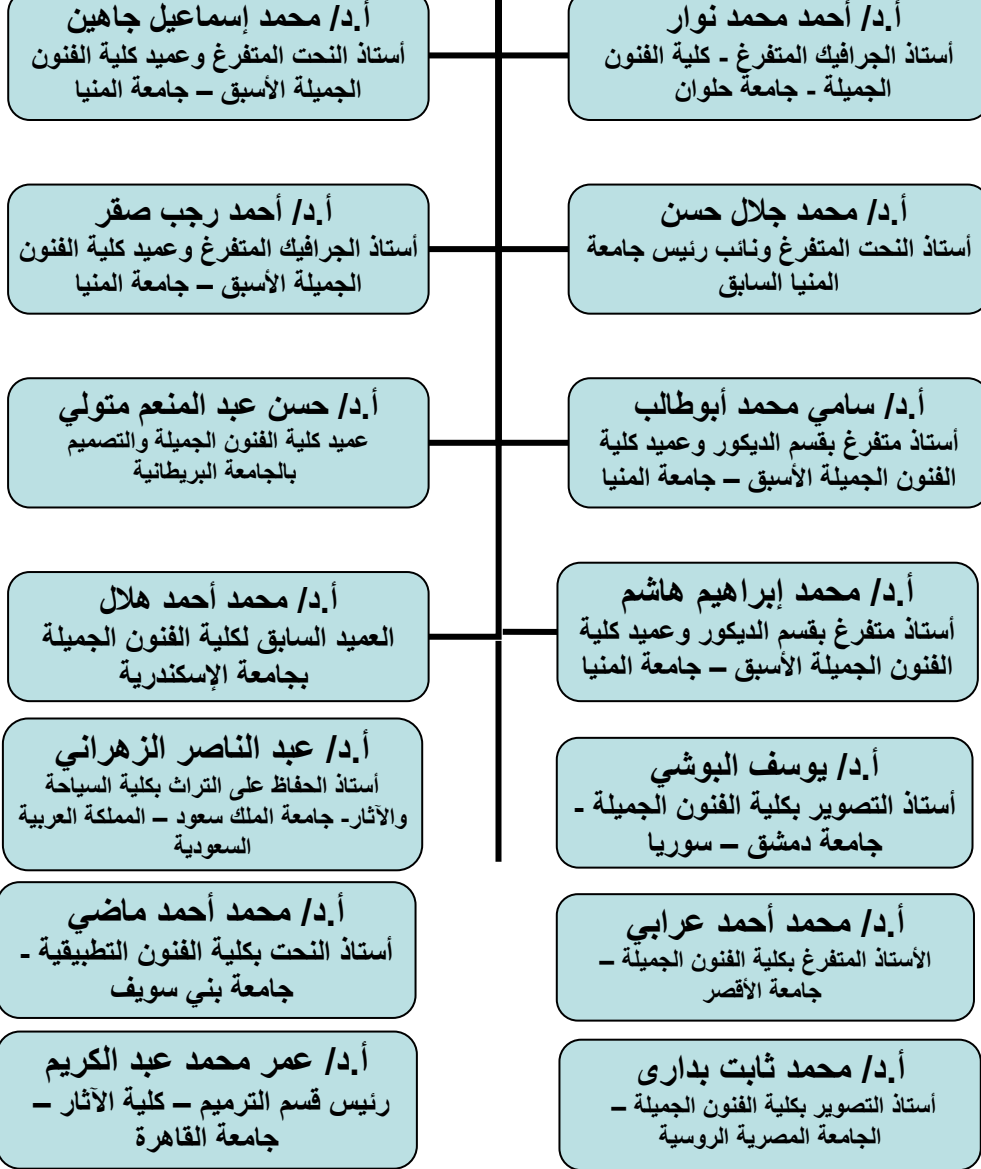 أ.د/ أحمد محمد نوار
أستاذ الجرافيك المتفرغ - كلية الفنون
الجميلة - جامعة حلوان
أ.د/ محمد إسماعيل جاهين
أستاذ النحت المتفرغ وعميد كلية الفنون
الجميلة الأسبق – جامعة المنيا
أ.د/ محمد جلال حسن
أستاذ النحت المتفرغ ونائب رئيس جامعة
المنيا السابق
أ.د/ أحمد رجب صقر
أستاذ الجرافيك المتفرغ وعميد كلية الفنون
الجميلة الأسبق – جامعة المنيا
أ.د/ سامي محمد أبوطالب
أستاذ متفرغ بقسم الديكور وعميد كلية
الفنون الجميلة الأسبق – جامعة المنيا
أ.د/ حسن عبد المنعم متولي
عميد كلية الفنون الجميلة والتصميم
بالجامعة البريطانية
أ.د/ محمد إبراهيم هاشم
أستاذ متفرغ بقسم الديكور وعميد كلية
الفنون الجميلة الأسبق – جامعة المنيا
أ.د/ محمد أحمد هلال
العميد السابق لكلية الفنون الجميلة
بجامعة الإسكندرية
أ.د/ يوسف البوشي
أستاذ التصوير بكلية الفنون الجميلة -
جامعة دمشق – سوريا
أ.د/ عبد الناصر الزهراني
أستاذ الحفاظ على التراث بكلية السياحة
والآثار- جامعة الملك سعود – المملكة العربية
السعودية
أ.د/ محمد أحمد عرابي
الأستاذ المتفرغ بكلية الفنون الجميلة –
جامعة الأقصر
أ.د/ محمد أحمد ماضي
أستاذ النحت بكلية الفنون التطبيقية -
جامعة بني سويف
أ.د/ محمد ثابت بدارى
أستاذ التصوير بكلية الفنون الجميلة –
الجامعة المصرية الروسية
أ.د/ عمر محمد عبد الكريم
رئيس قسم الترميم – كلية الآثار –
جامعة القاهرة